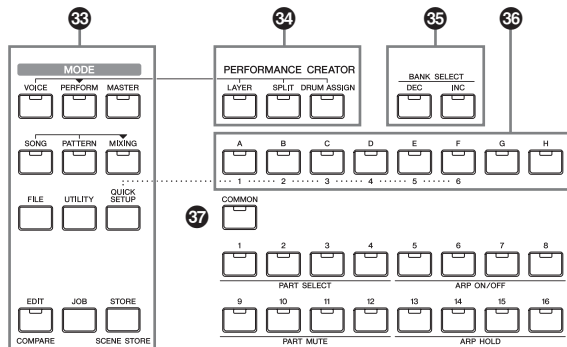 33 34 35 36
MODE
VOICE PERFORM MASTER
PERFORMANCE CREATOR
LAYER SPLIT DRUM ASSIGN
BANK SELECT
DEC INC
SONG PATTERN MIXING
A B C D E F G H
1 2 3 4 5 6
FILE UTILITY QUICK SETUP
37 COMMON
1 2 3 4 5 6 7 8
PART SELECT ARP ON/OFF
EDIT JOB STORE
9 10 11 12 13 14 15 16
COMPARE SCENE STORE
PART MUTE ARP HOLD